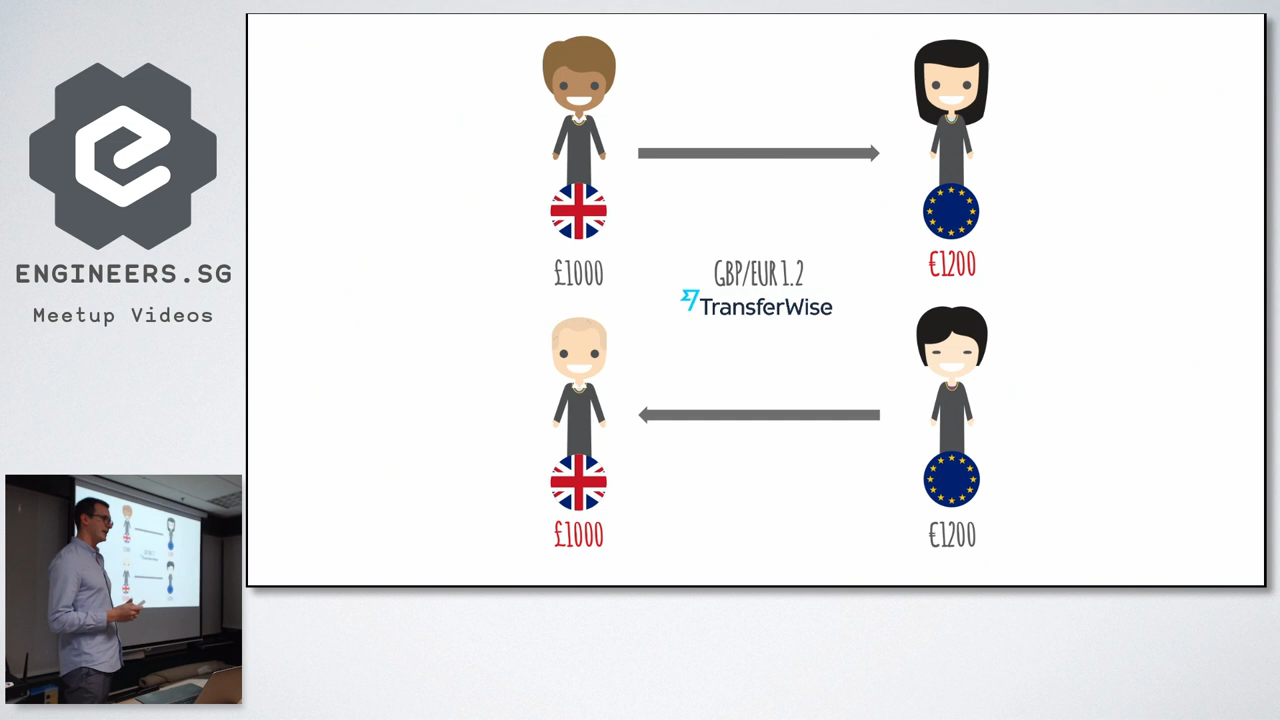 ENGINEERS.SG
Meetup Videos
£1000
GBP/EUR 1.2
TransferWise
€1200
£1000
€1200